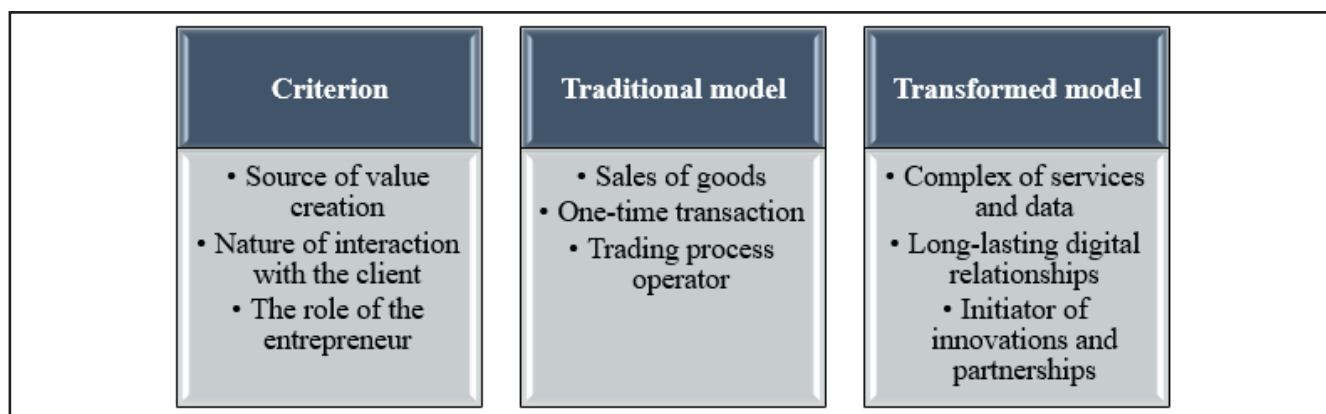 Criterion
• Source of value
creation
• Nature of interaction
with the client
• The role of the
entrepreneur
Traditional model
• Sales of goods
• One-time transaction
• Trading process
operator
Transformed model
• Complex of services
and data
• Long-lasting digital
relationships
• Initiator of
innovations and
partnerships